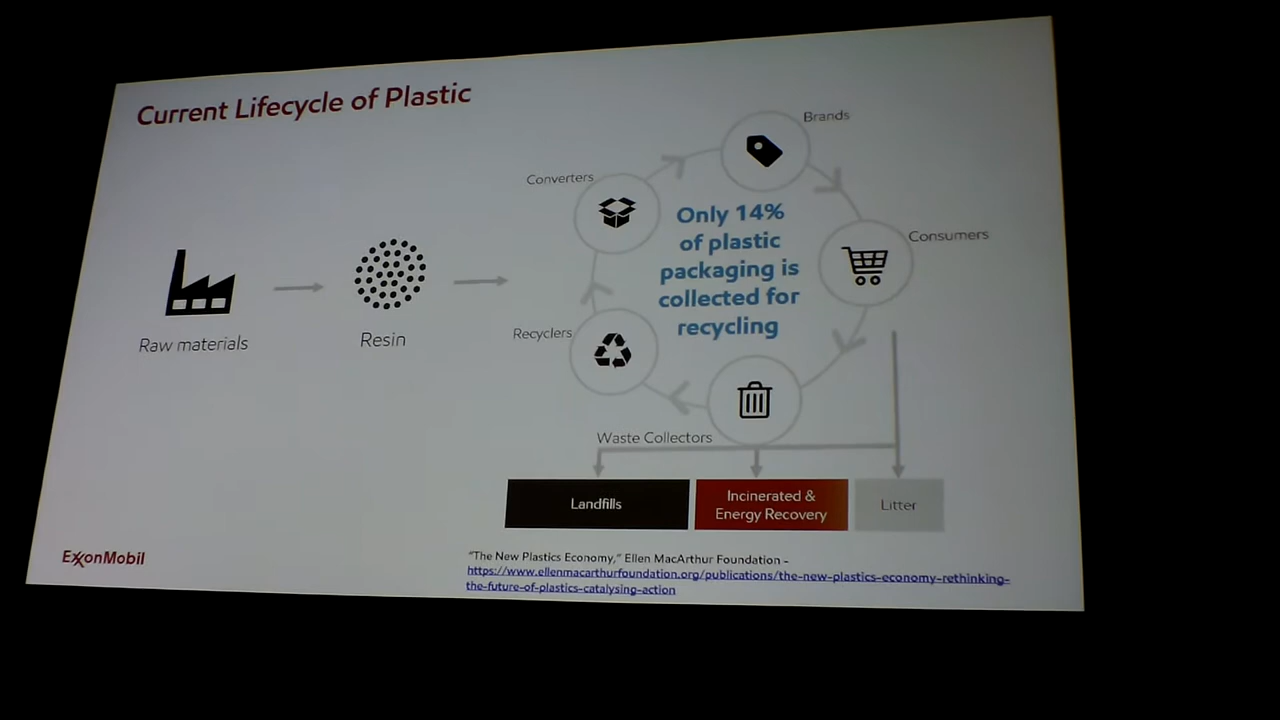 Current Lifecycle of Plastic
Brands
Converters
Only 14%
of plastic
packaging is
collected for
recycling
Consumers
Raw materials
Resin
Recyclers
Waste Collectors
Landfills
Incinerated &
Energy Recovery
Litter
ExxonMobil
"The New Plastics Economy," Ellen MacArthur Foundation -
https://www.ellenmacarthurfoundation.org/publications/the-new-plastics-economy-rethinking-
the-future-of-plastics-catalysing-action